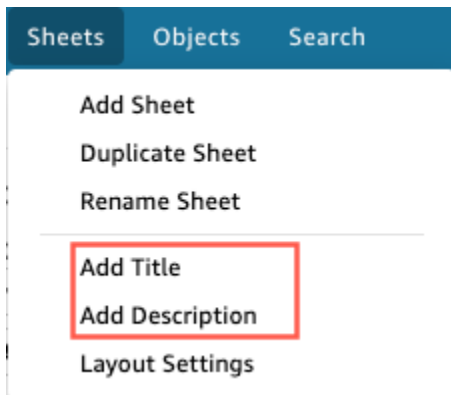 Sheets Objects Search
Add Sheet
Duplicate Sheet
Rename Sheet
Add Title
Add Description
Layout Settings